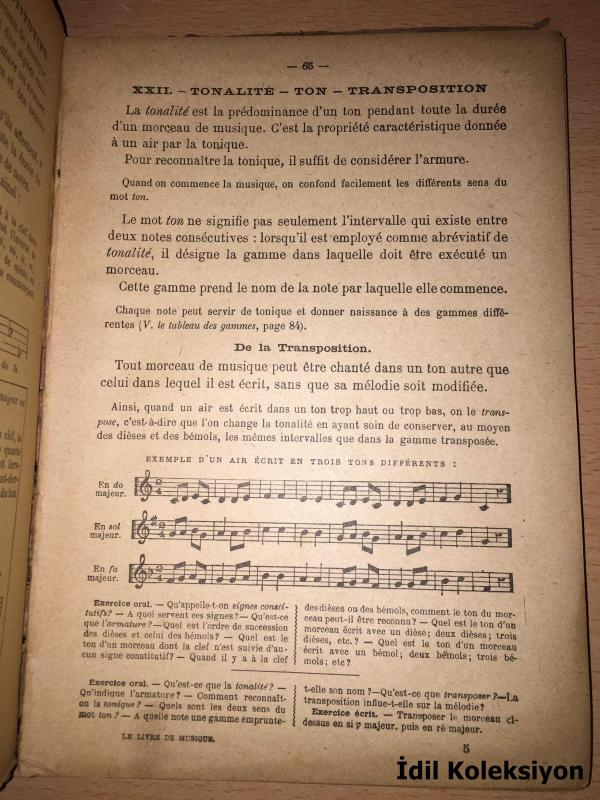 — 65 —
XXII. – TONALITÉ – TON – TRANSPOSITION
La tonalité est la prédominance d'un ton pendant toute la durée
d'un morceau de musique. C'est la propriété caractéristique donnée
à un air par la tonique.
Pour reconnaître la tonique, il suffit de considérer l'armure.
Quand on commence la musique, on confond facilement les différents sens du
mot ton.
Le mot ton ne signifie pas seulement l'intervalle qui existe entre
deux notes consécutives : lorsqu'il est employé comme abréviatif de
tonalité, il désigne la gamme dans laquelle doit être exécuté un
morceau.
Cette gamme prend le nom de la note par laquelle elle commence.
Chaque note peut servir de tonique et donner naissance à des gammes diffé-
rentes (V. le tableau des gammes, page 84).
De la Transposition.
Tout morceau de musique peut être chanté dans un ton autre que
celui dans lequel il est écrit, sans que sa mélodie soit modifiée.
Ainsi, quand un air est écrit dans un ton trop haut ou trop bas, on le trans-
pose, c'est-à-dire que l'on change la tonalité en ayant soin de conserver, au moyen
des dièses et des bémols, les mêmes intervalles que dans la gamme transposée.
EXEMPLE D'UN AIR ÉCRIT EN TROIS TONS DIFFÉRENTS :
En do
majeur.
En sol
majeur.
En fa
majeur.
Exercice oral. — Qu'appelle-t-on signes consti-
tutifs? — A quoi servent ces signes? — Qu'est-ce
que l'armature? — Quel est l'ordre de succession
des dièses et celui des bémols? — Quel est le
ton d'un morceau dont la clef n'est suivie d'au-
cun signe constitutif? — Quand il y a à la clef
des dièses ou des bémols, comment le ton du mor-
ceau peut-il être reconnu? — Quel est le ton d'un
morceau écrit avec un dièse; deux dièses; trois
dièses, etc.? — Quel est le ton d'un morceau
écrit avec un bémol; deux bémols; trois bé-
mols; etc?
Exercice oral. — Qu'est-ce que la tonalité? —
Qu'indique l'armature? — Comment reconnaît-
on la tonique? — Quels sont les deux sens du
mot ton? — A quelle note une gamme emprunte-
t-elle son nom? — Qu'est-ce que transposer? — La
transposition influe-t-elle sur la mélodie?
Exercice écrit. — Transposer le morceau ci-
dessus en si ♭ majeur, puis en ré majeur.
LE LIVRE DE MUSIQUE.
5
İdil Koleksiyon